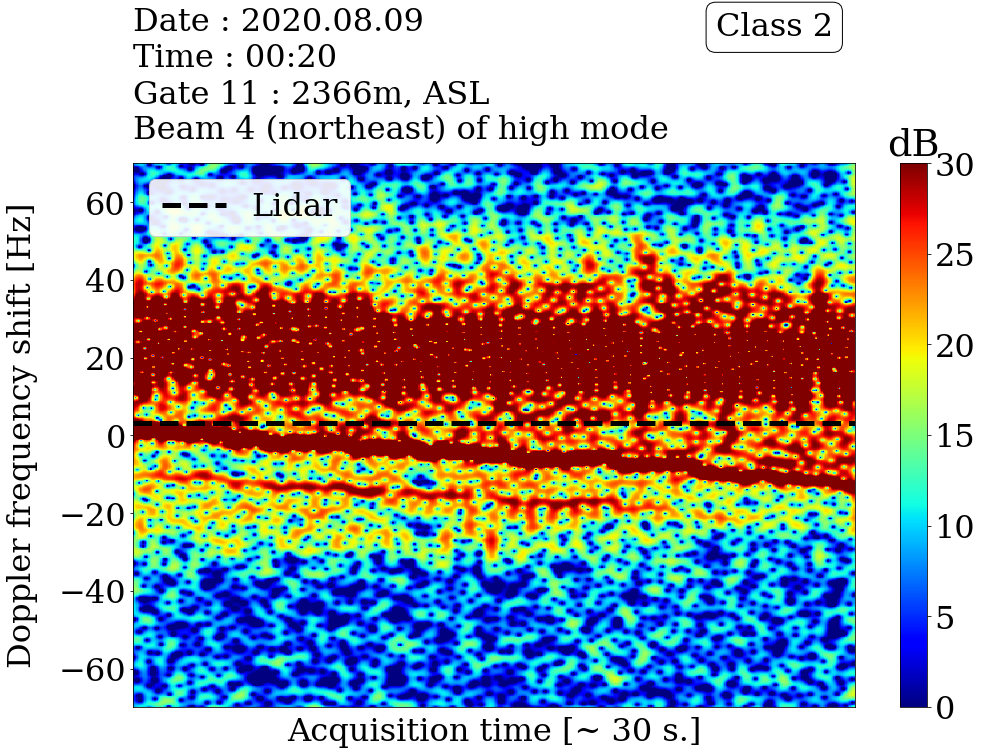 Date : 2020.08.09
Time : 00:20
Gate 11 : 2366m, ASL
Beam 4 (northeast) of high mode
Class 2
dB
Lidar
Doppler frequency shift [Hz]
60
40
20
0
−20
−40
−60
30
25
20
15
10
5
0
Acquisition time [~ 30 s.]